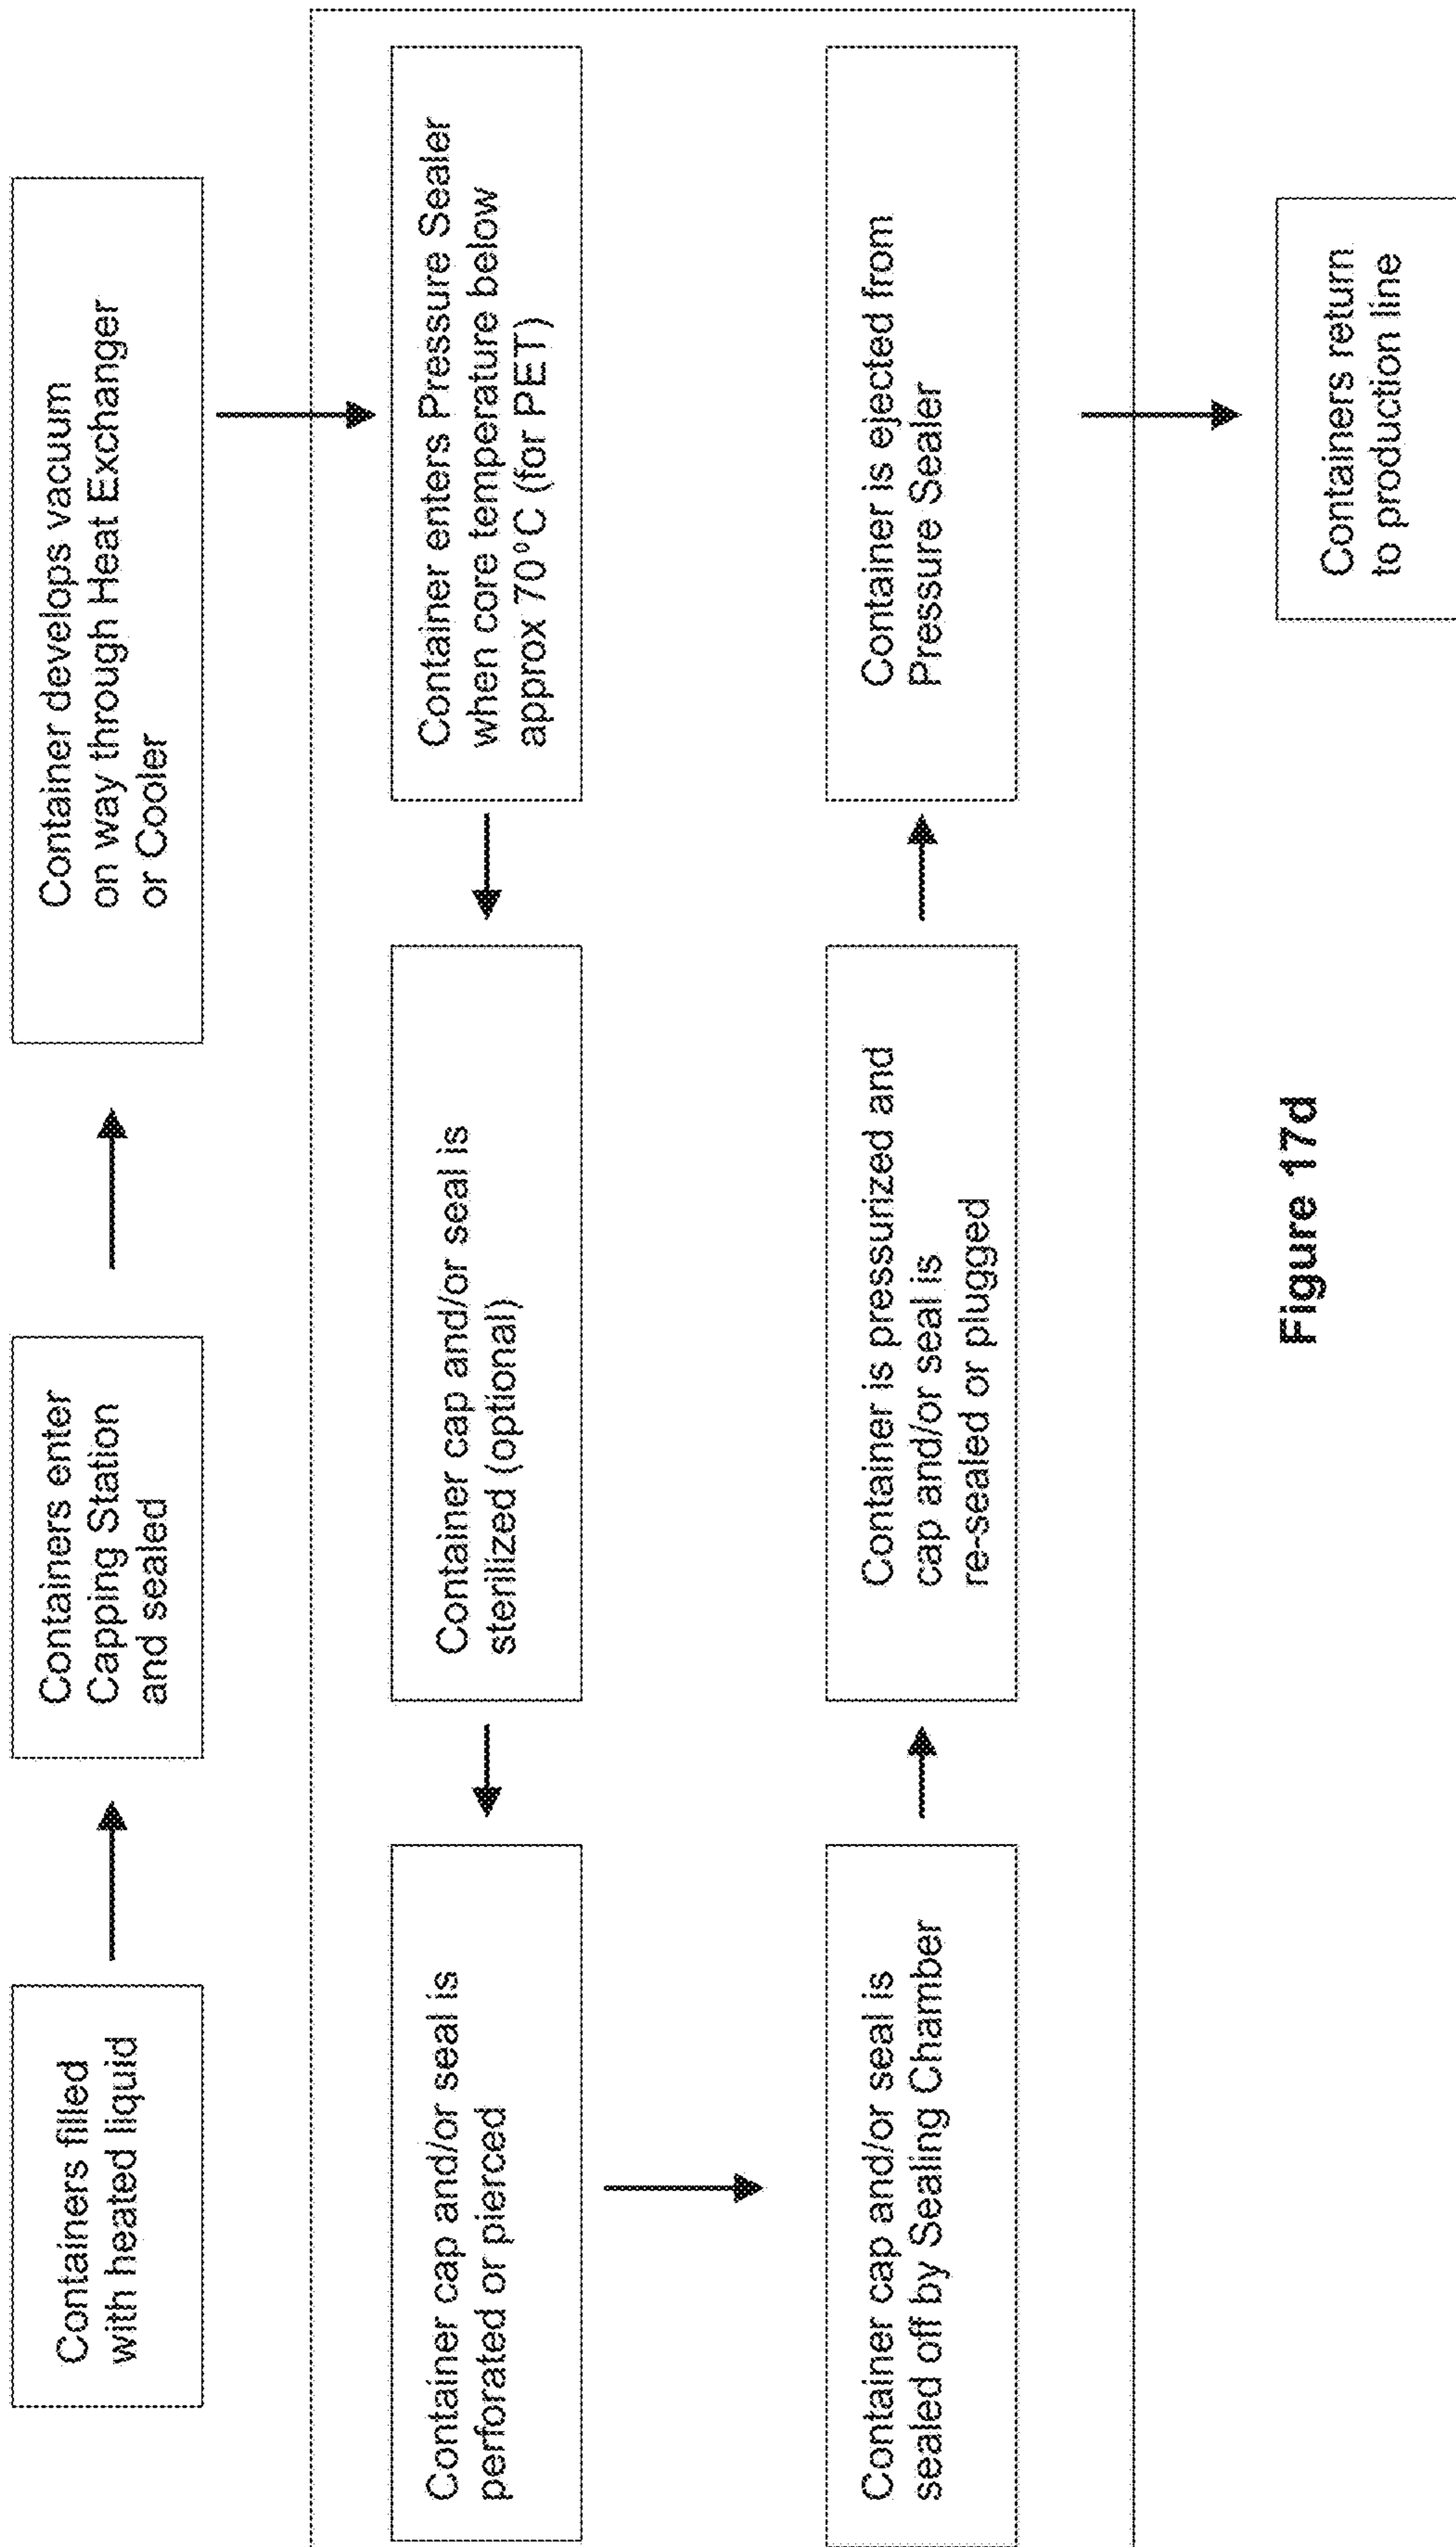 Containers filled
with heated liquid
Containers enter
Capping Station
and sealed
Container develops vacuum
on way through Heat Exchanger
or Cooler
Container enters Pressure Sealer
when core temperature below
approx 70°C (for PET)
Container cap and/or seal is
sterilized (optional)
Container cap and/or seal is
perforated or pierced
Container cap and/or seal is
sealed off by Sealing Chamber
Container is pressurized and
cap and/or seal is
re-sealed or plugged
Container is ejected from
Pressure Sealer
Containers return
to production line
Figure 17d